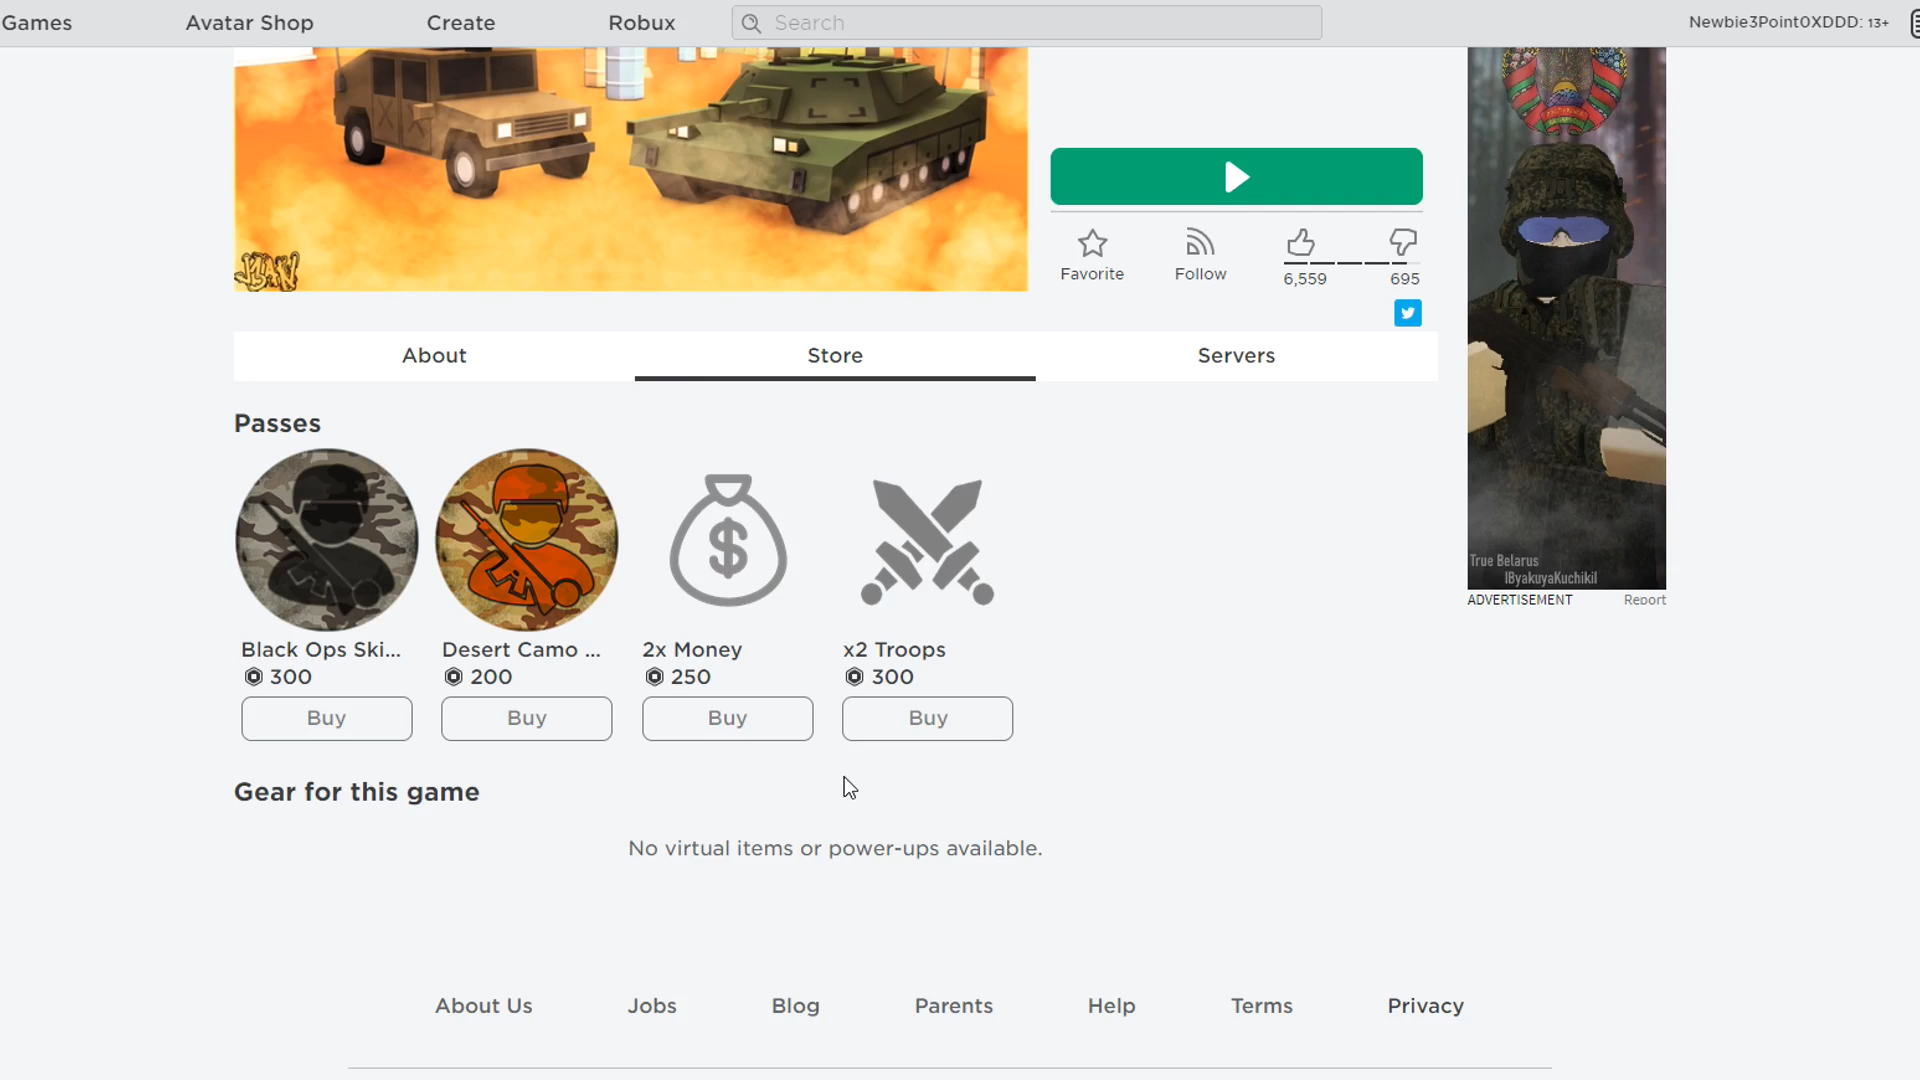 Games
Avatar Shop
Create
Robux
Search
Newbie3Point0XDDD: 13+
PLAN
Favorite
Follow
6,559
695
About
Store
Servers
Passes
Black Ops Ski...
300
Buy
Desert Camo ...
200
Buy
2x Money
250
Buy
x2 Troops
300
Buy
True Belarus
IByakuyaKuchikiI
ADVERTISEMENT
Report
Gear for this game
No virtual items or power-ups available.
About Us
Jobs
Blog
Parents
Help
Terms
Privacy